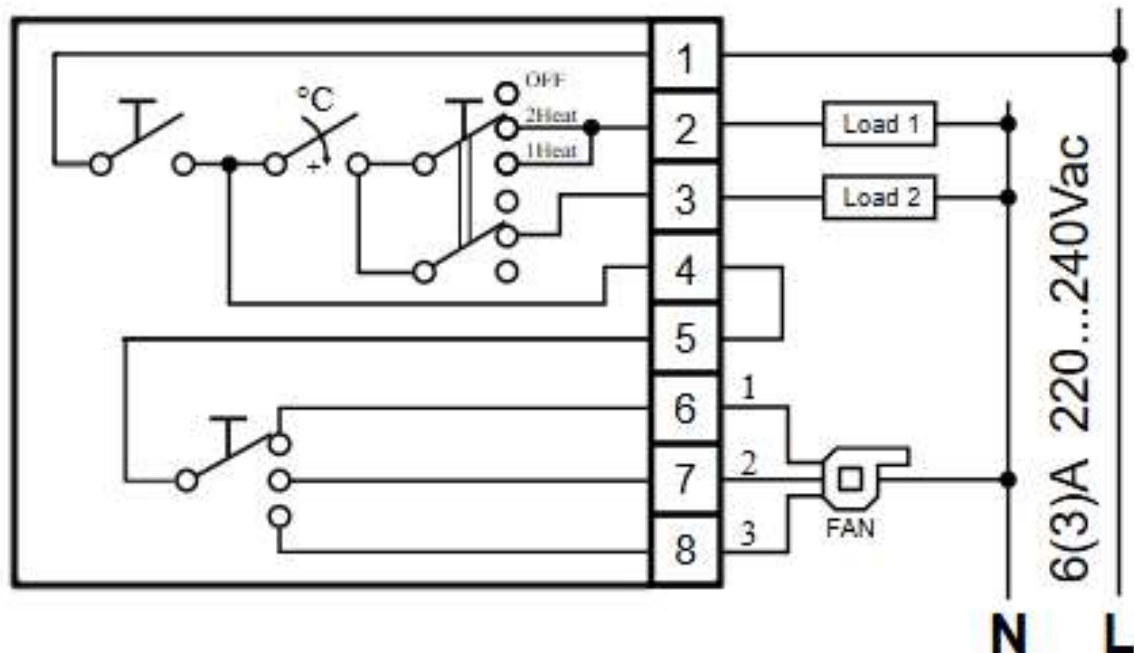 1
OFF
°C
2Heat
2
Load 1
1Heat
+
3
Load 2
4
5
6
1
7
2
8
3
FAN
6(3)A 220...240Vac
N
L